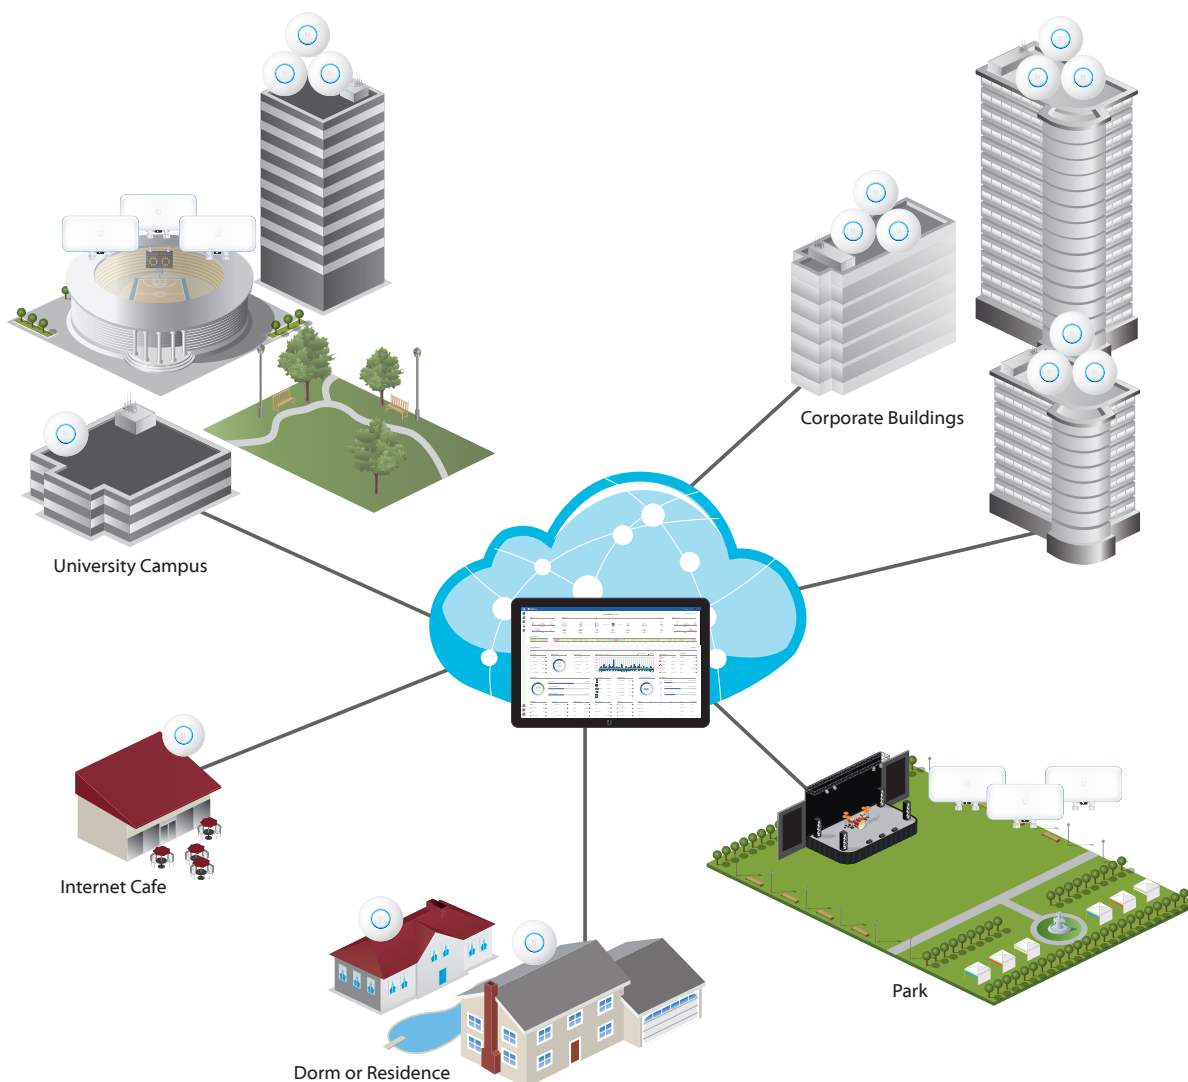 Corporate Buildings
University Campus
Internet Cafe
Park
Dorm or Residence